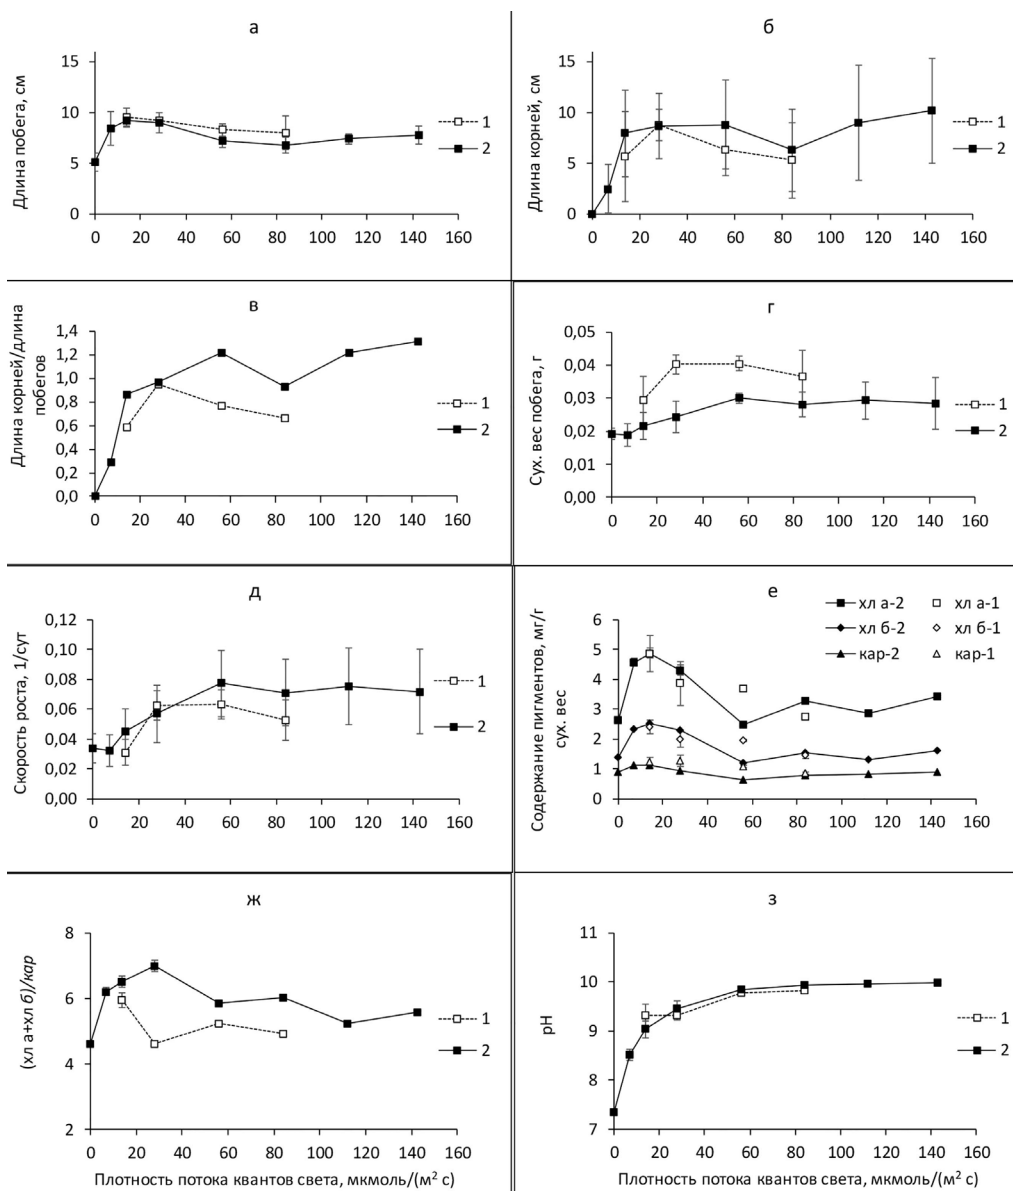 а
Длина побега, см
15
10
5
0
0 20 40 60 80 100 120 140 160
1
2
б
Длина корней, см
15
10
5
0
0 20 40 60 80 100 120 140 160
1
2
в
Длина корней/длина
побегов
1,4
1,2
1,0
0,8
0,6
0,4
0,2
0,0
0 20 40 60 80 100 120 140 160
1
2
г
Сух. вес побега, г
0,05
0,04
0,03
0,02
0,01
0,00
0 20 40 60 80 100 120 140 160
1
2
д
Скорость роста, 1/сут
0,12
0,10
0,08
0,06
0,04
0,02
0,00
0 20 40 60 80 100 120 140 160
1
2
е
Содержание пигментов, мг/г
сух. вес
хл а-2 хл а-1
хл б-2 хл б-1
кар-2 кар-1
6
5
4
3
2
1
0
0 20 40 60 80 100 120 140 160
ж
(хл а+хл б)/кар
8
6
4
2
0 20 40 60 80 100 120 140 160
1
2
Плотность потока квантов света, мкмоль/(м² с)
з
pH
11
10
9
8
7
0 20 40 60 80 100 120 140 160
1
2
Плотность потока квантов света, мкмоль/(м² с)